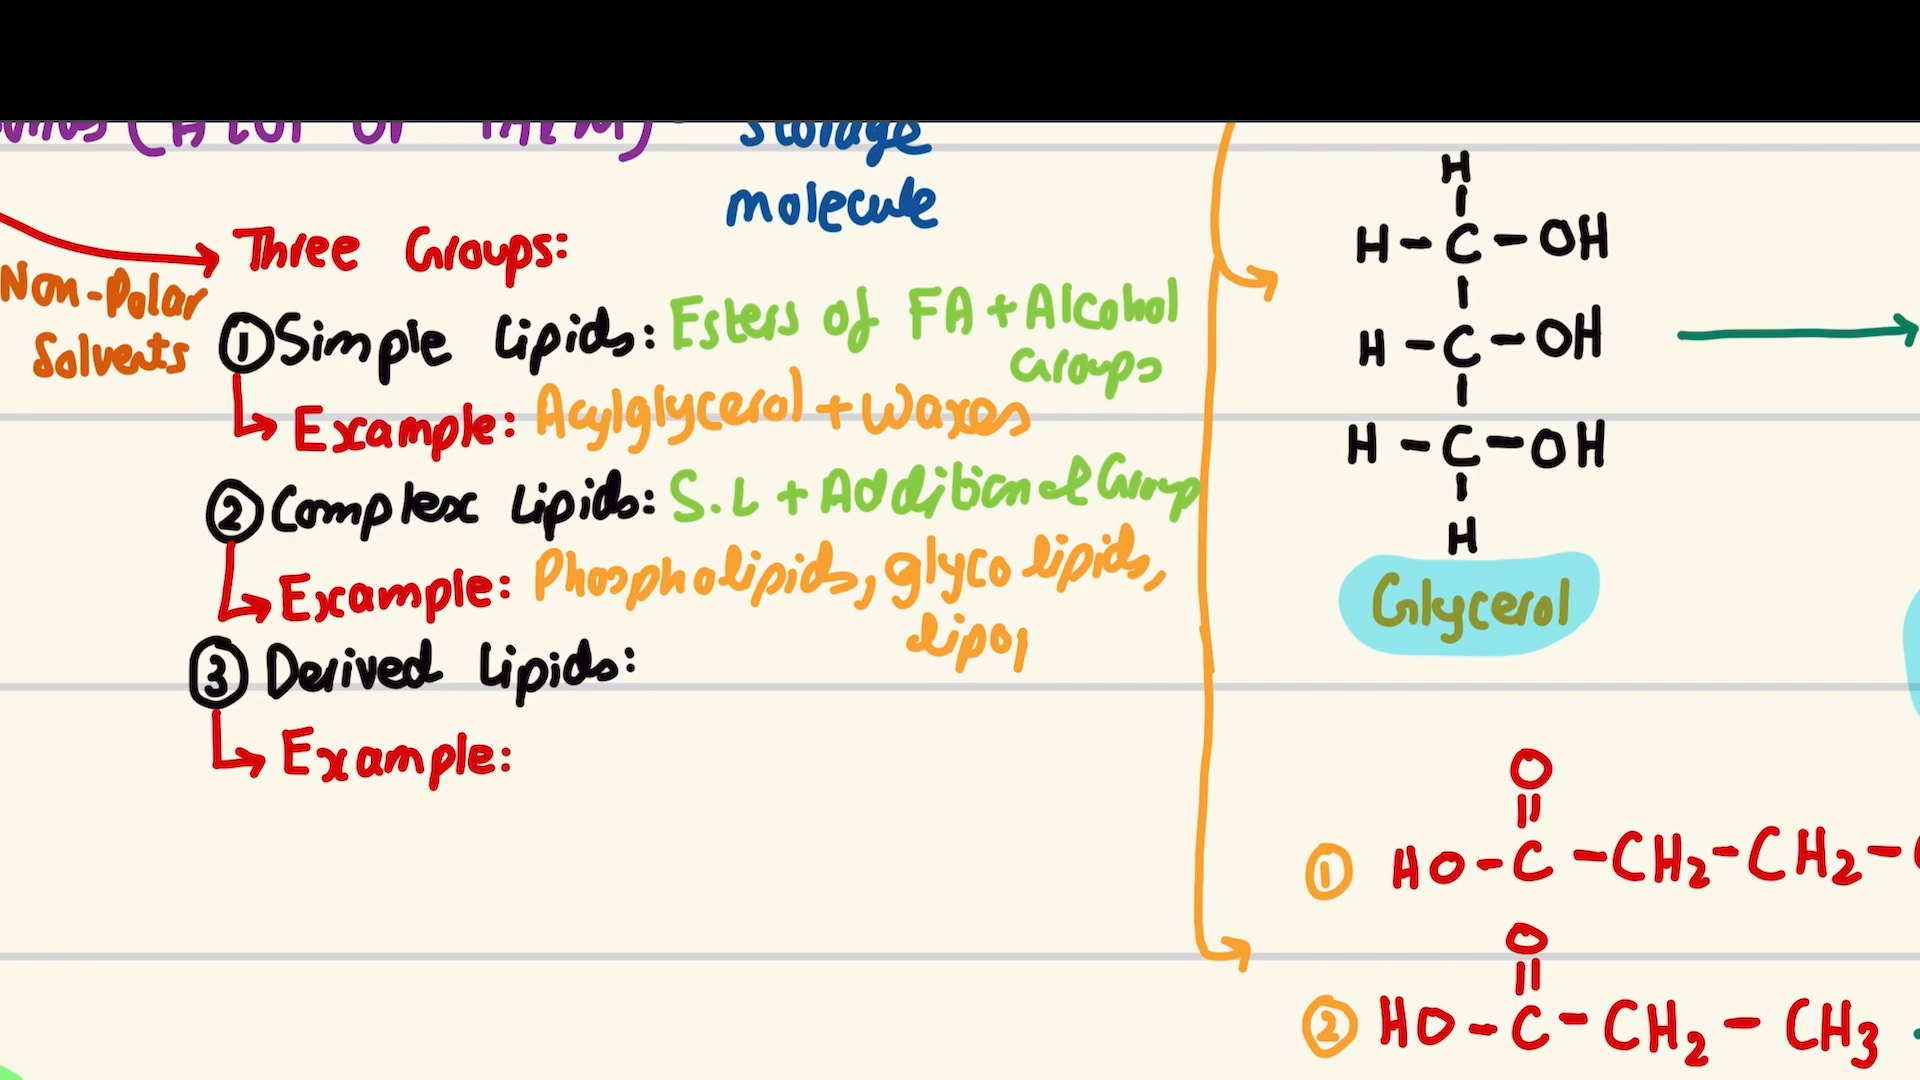 storage
molecule
Three Groups:
Non-Polar
Solvents
① Simple Lipids: Esters of FA + Alcohol
Groups
Example: Acylglycerol + Waxes
② Complex Lipids: S.L + Additional Group
Example: Phospholipids, glycolipids,
lipo
③ Derived Lipids:
Example:
H
H-C-OH
H-C-OH
H-C-OH
H
Glycerol
O
① HO-C-CH₂-CH₂-
O
② HO-C-CH₂-CH₃